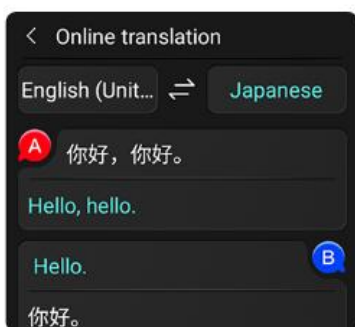 Online translation
English (Unit... Japanese
A
你好，你好。
Hello, hello.
Hello.
B
你好。